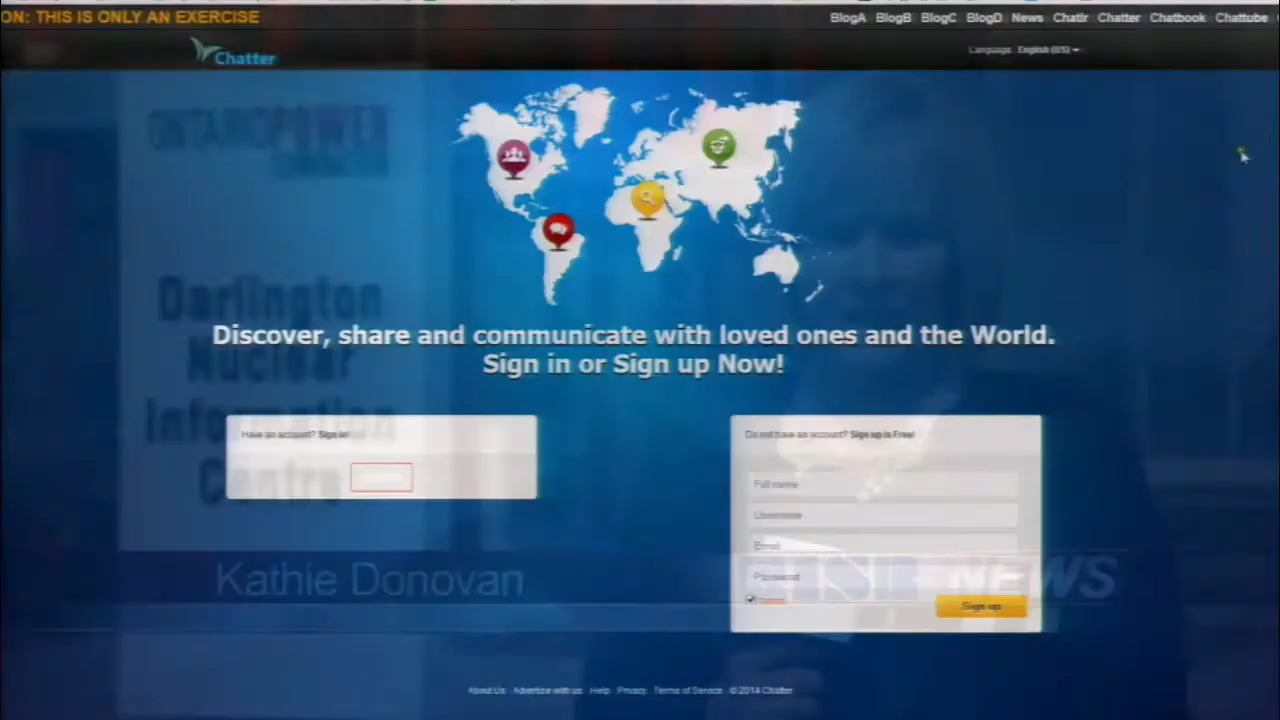 ON: THIS IS ONLY AN EXERCISE
BlogA BlogB BlogC BlogD News Chatlr Chatter Chatbook Chattube
Chatter
Language: English (US)
ONTARIOPOWER
Darlington
Nuclear
Information
Centre
Discover, share and communicate with loved ones and the World.
Sign in or Sign up Now!
Have an account? Sign in!
Do not have an account? Sign up is Free!
Full name
Username
Email
Password
Sign up
Kathie Donovan
NEWS
About Us Advertise with us Help Privacy Terms of Service © 2014 Chatter